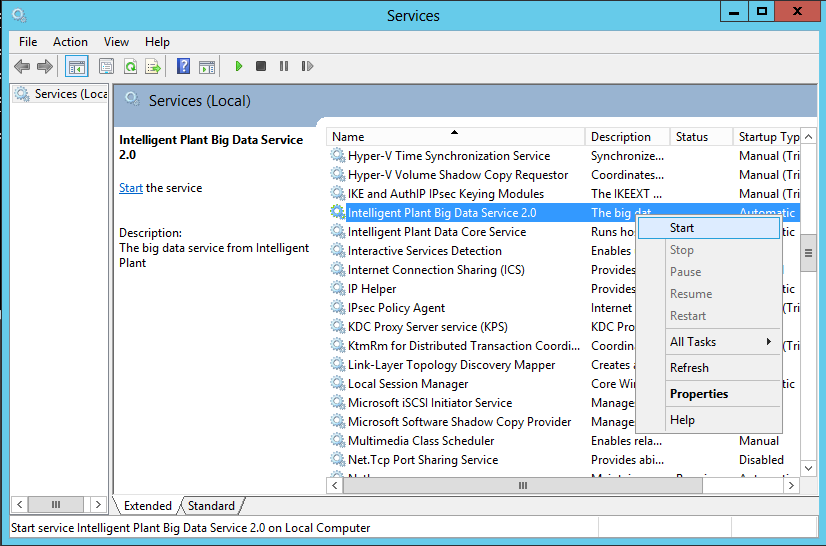 Services
File Action View Help
Services (Loca
Services (Local)
Intelligent Plant Big Data Service
2.0
Start the service
Description:
The big data service from Intelligent
Plant
Name Description Status Startup Typ
Hyper-V Time Synchronization Service Synchronize... Manual (Tri
Hyper-V Volume Shadow Copy Requestor Coordinates... Manual (Tri
IKE and AuthIP IPsec Keying Modules The IKEEXT ... Manual (Tri
Intelligent Plant Big Data Service 2.0 The big dat... Automatic
Intelligent Plant Data Core Service Runs ho
Interactive Services Detection Enables
Internet Connection Sharing (ICS) Provides
IP Helper Provides
IPsec Policy Agent Internet
KDC Proxy Server service (KPS) Provides
KtmRm for Distributed Transaction Coordi... Coordina
Link-Layer Topology Discovery Mapper Creates a
Local Session Manager Core Wi
Microsoft iSCSI Initiator Service Manage
Microsoft Software Shadow Copy Provider Manage
Multimedia Class Scheduler Enables rela... Manual
Net.Tcp Port Sharing Service Provides abi... Disabled
Start
Stop
Pause
Resume
Restart
All Tasks
Refresh
Properties
Help
Extended Standard
Start service Intelligent Plant Big Data Service 2.0 on Local Computer